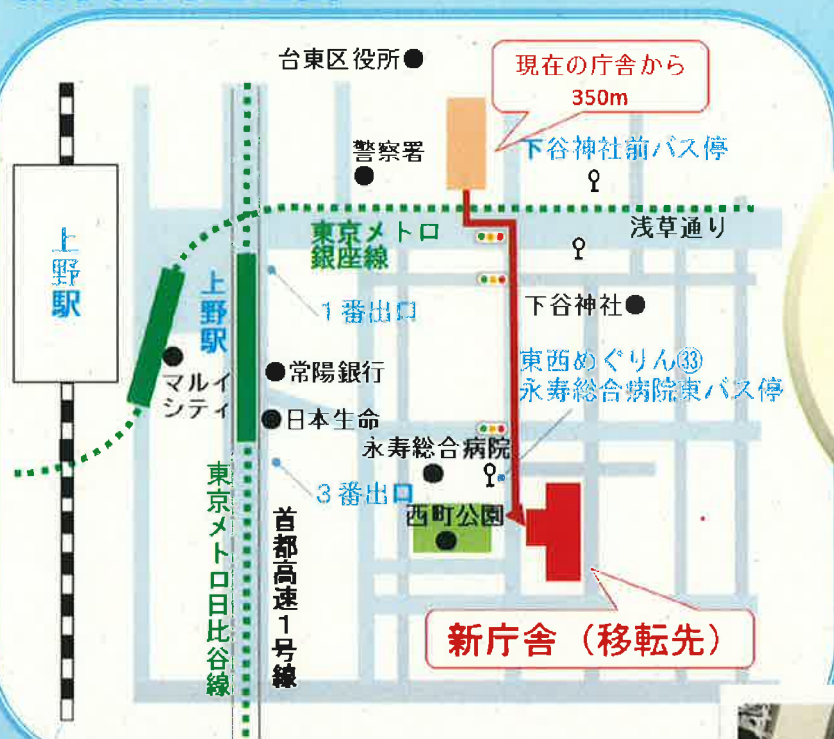 台東区役所
現在の庁舎から
350m
警察署
下谷神社前バス停
東京メトロ
銀座線
浅草通り
上野駅
上野駅
1番出口
下谷神社
マルイ
シティ
常陽銀行
東西めぐりん㉝
永寿総合病院東バス停
日本生命
永寿総合病院
3番出口
東京メトロ日比谷線
首都高速1号線
西町公園
新庁舎（移転先）